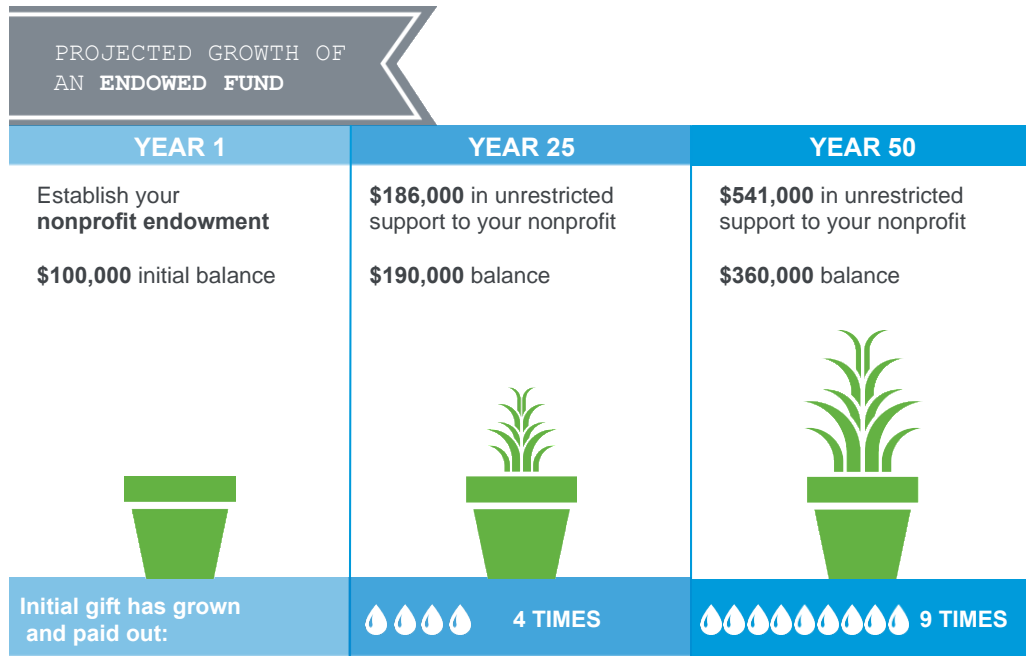 PROJECTED GROWTH OF
AN ENDOWED FUND
YEAR 1
Establish your
nonprofit endowment
$100,000 initial balance
YEAR 25
$186,000 in unrestricted
support to your nonprofit
$190,000 balance
YEAR 50
$541,000 in unrestricted
support to your nonprofit
$360,000 balance
Initial gift has grown
and paid out:
4 TIMES
9 TIMES